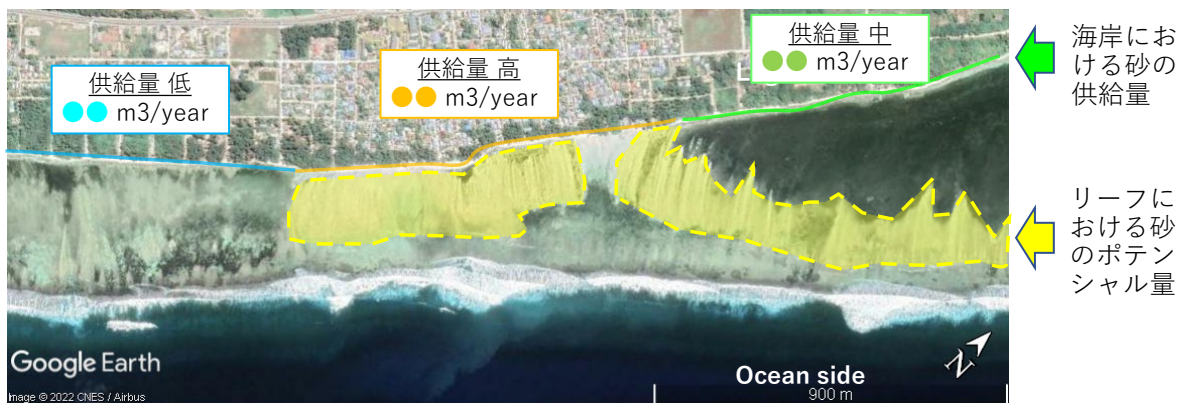 供給量 低
●● m3/year
供給量 高
●● m3/year
供給量 中
●● m3/year
海岸にお
ける砂の
供給量
リーフに
おける砂
のポテン
シャル量
Google Earth
Image © 2022 CNES / Airbus
Ocean side
900 m
N